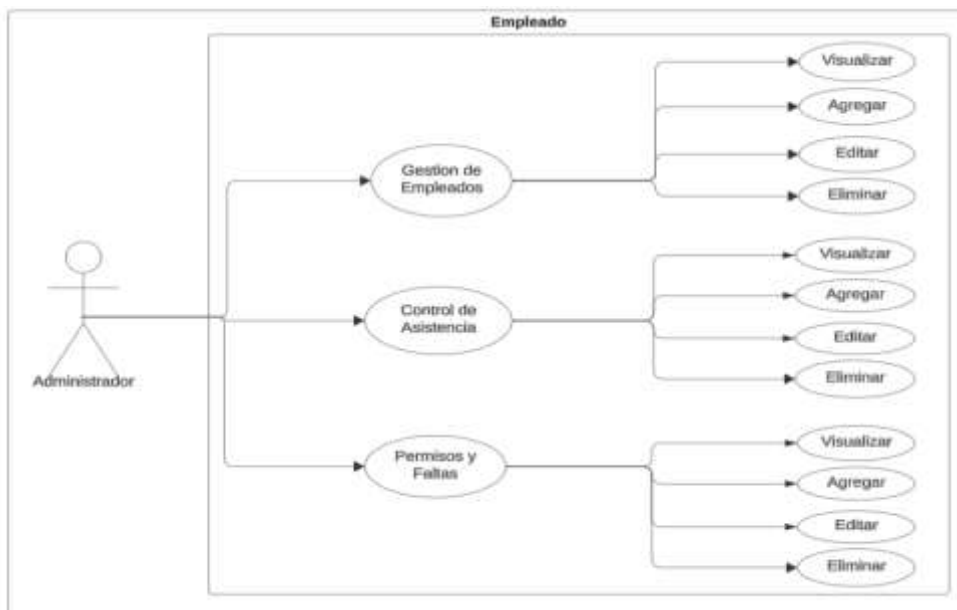 Empleado
Visualizar
Agregar
Gestion de
Empleados
Editar
Eliminar
Visualizar
Agregar
Control de
Asistencia
Editar
Eliminar
Administrador
Visualizar
Permisos y
Faltas
Agregar
Editar
Eliminar